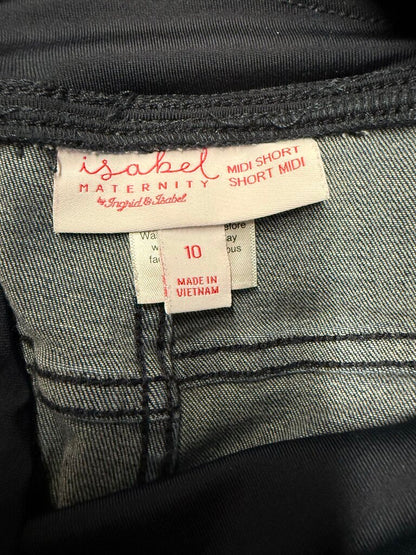 isabel
MATERNITY
by Ingrid & Isabel
MIDI SHORT
SHORT MIDI
10
MADE IN
VIETNAM